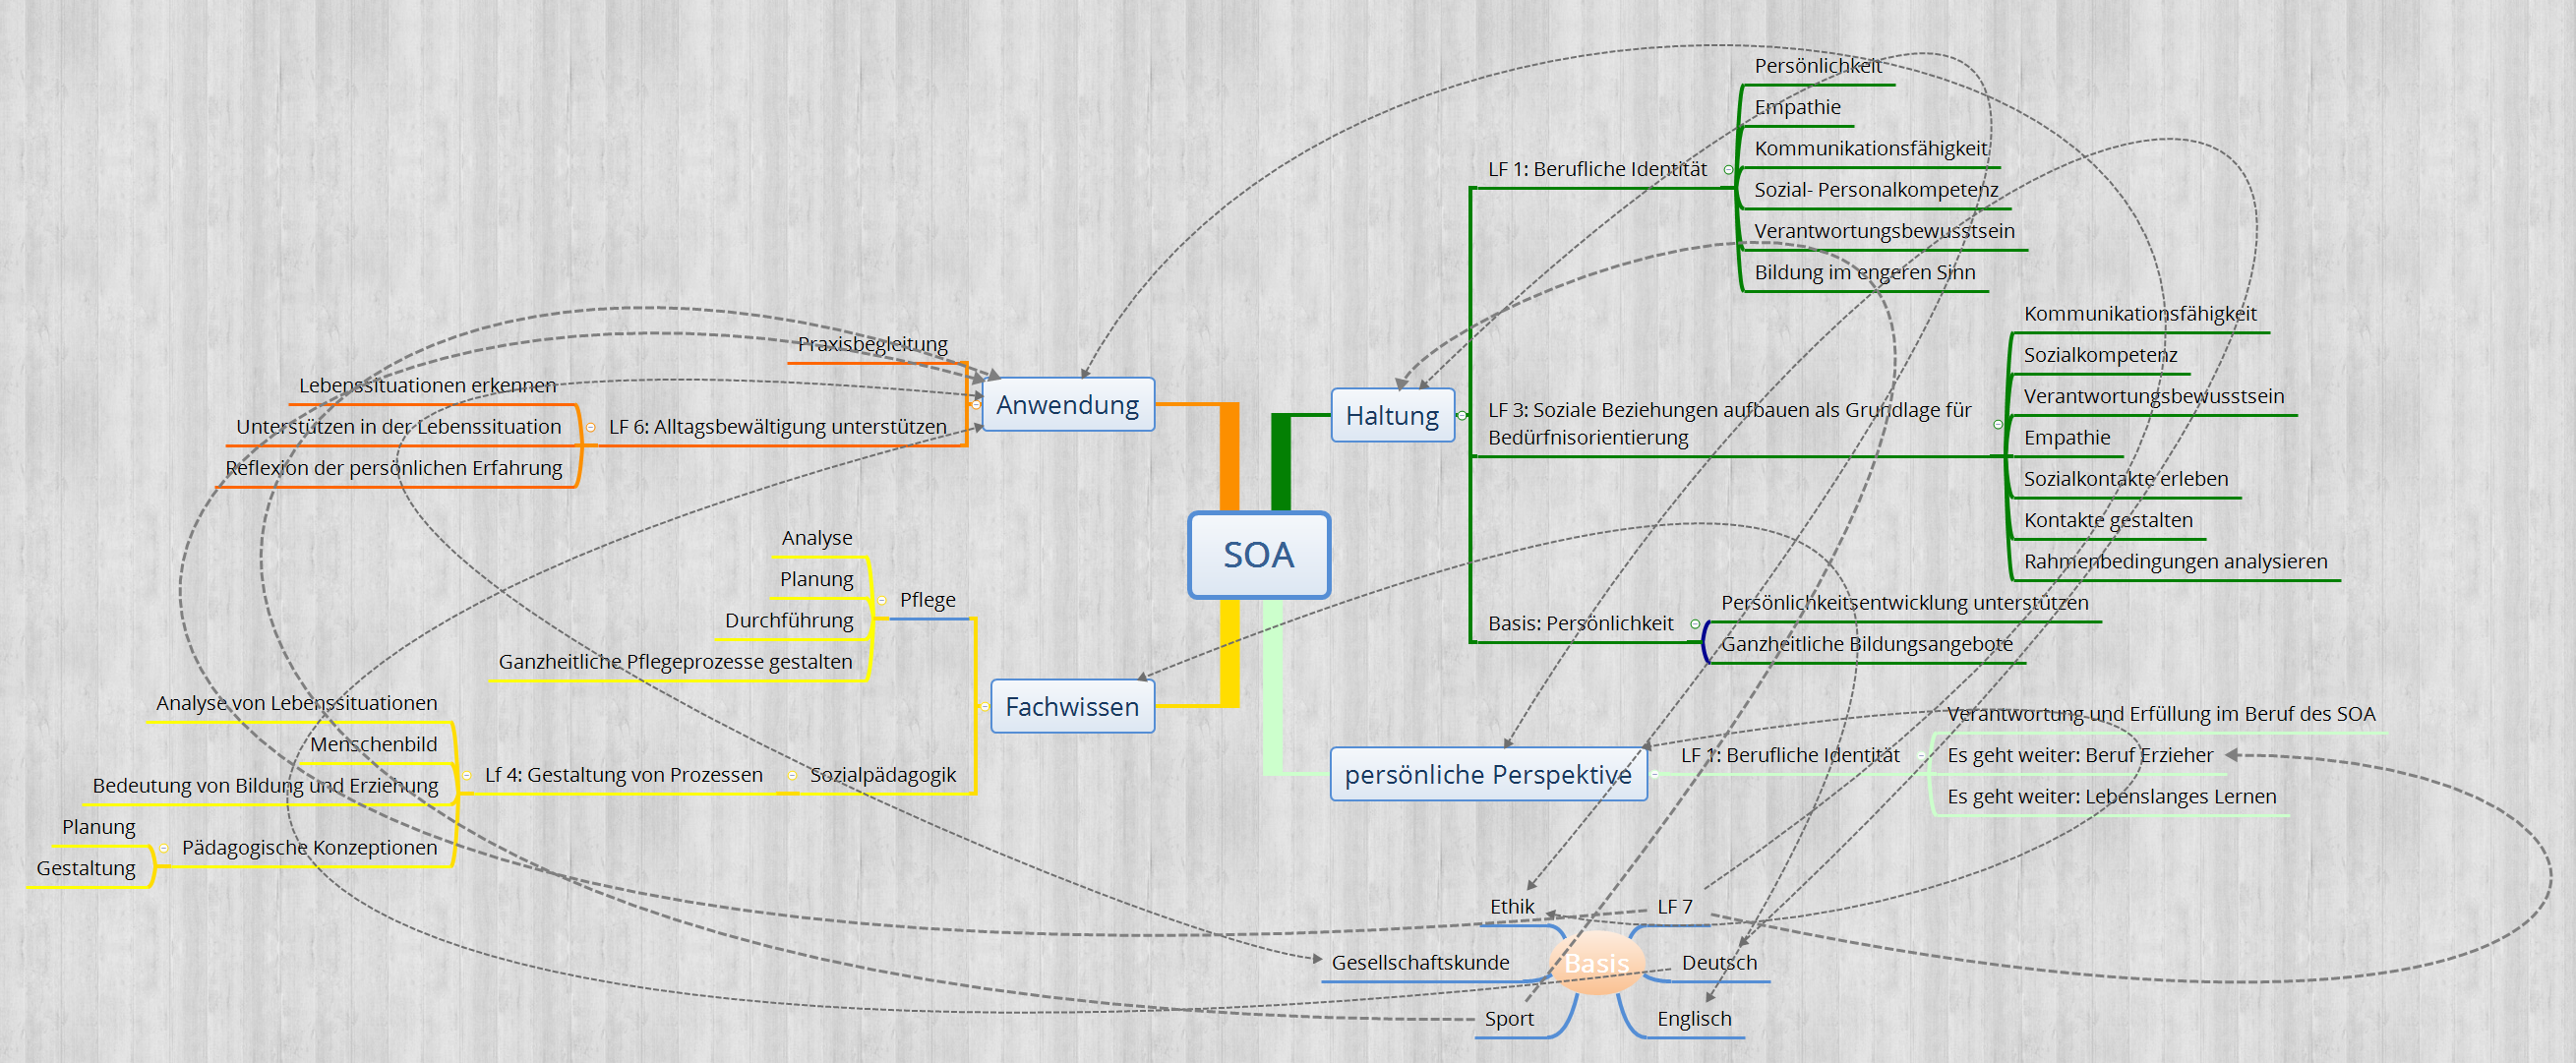 SOA
Anwendung
Praxisbegleitung
LF 6: Alltagsbewältigung unterstützen
Lebenssituationen erkennen
Unterstützen in der Lebenssituation
Reflexion der persönlichen Erfahrung
Fachwissen
Pflege
Analyse
Planung
Durchführung
Ganzheitliche Pflegeprozesse gestalten
Sozialpädagogik
Lf 4: Gestaltung von Prozessen
Analyse von Lebenssituationen
Menschenbild
Bedeutung von Bildung und Erziehung
Pädagogische Konzeptionen
Planung
Gestaltung
Haltung
LF 1: Berufliche Identität
Persönlichkeit
Empathie
Kommunikationsfähigkeit
Sozial- Personalkompetenz
Verantwortungsbewusstsein
Bildung im engeren Sinn
LF 3: Soziale Beziehungen aufbauen als Grundlage für
Bedürfnisorientierung
Kommunikationsfähigkeit
Sozialkompetenz
Verantwortungsbewusstsein
Empathie
Sozialkontakte erleben
Kontakte gestalten
Rahmenbedingungen analysieren
Basis: Persönlichkeit
Persönlichkeitsentwicklung unterstützen
Ganzheitliche Bildungsangebote
persönliche Perspektive
LF 1: Berufliche Identität
Verantwortung und Erfüllung im Beruf des SOA
Es geht weiter: Beruf Erzieher
Es geht weiter: Lebenslanges Lernen
Basis
Ethik
Gesellschaftskunde
Sport
LF 7
Deutsch
Englisch